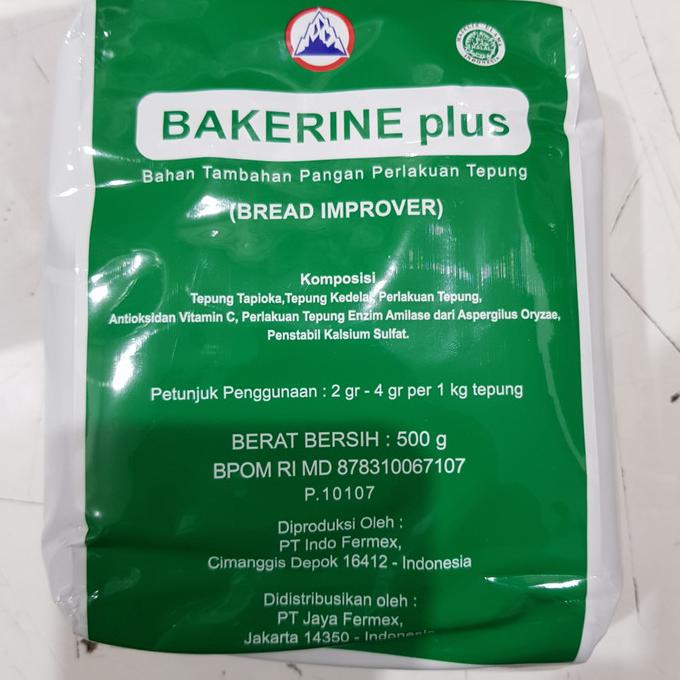 BAKERINE plus
Bahan Tambahan Pangan Perlakuan Tepung
(BREAD IMPROVER)
Komposisi
Tepung Tapioka,Tepung Kedelai, Perlakuan Tepung,
Antioksidan Vitamin C, Perlakuan Tepung Enzim Amilase dari Aspergilus Oryzae,
Penstabil Kalsium Sulfat.
Petunjuk Penggunaan : 2 gr - 4 gr per 1 kg tepung
BERAT BERSIH : 500 g
BPOM RI MD 878310067107
P.10107
Diproduksi Oleh :
PT Indo Fermex,
Cimanggis Depok 16412 - Indonesia
Didistribusikan oleh :
PT Jaya Fermex,
Jakarta 14350 - Indonesia